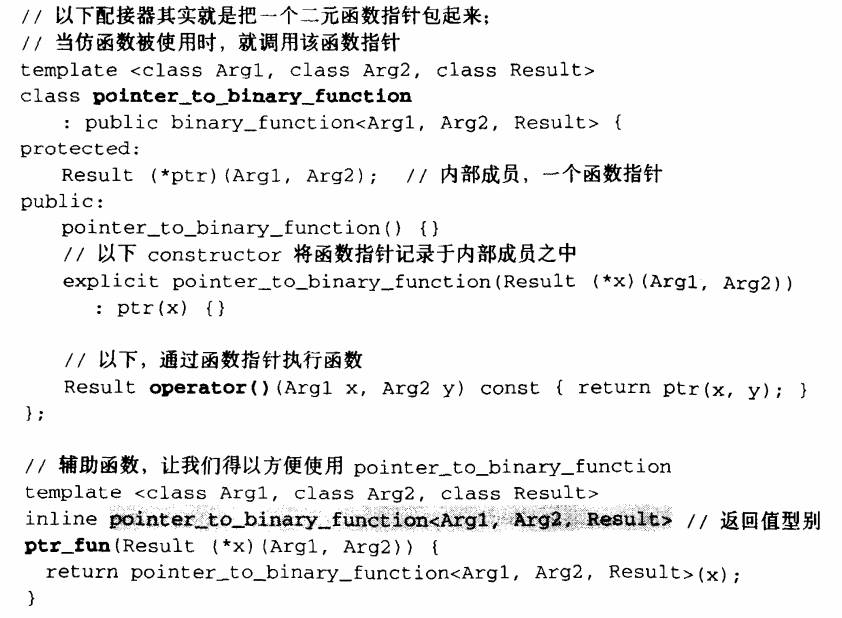 // 以下配接器其实就是把一个二元函数指针包起来；
// 当仿函数被使用时，就调用该函数指针
template <class Arg1, class Arg2, class Result>
class pointer_to_binary_function
    : public binary_function<Arg1, Arg2, Result> {
protected:
    Result (*ptr)(Arg1, Arg2);  // 内部成员，一个函数指针
public:
    pointer_to_binary_function() {}
    // 以下 constructor 将函数指针记录于内部成员之中
    explicit pointer_to_binary_function(Result (*x)(Arg1, Arg2))
      : ptr(x) {}
    // 以下，通过函数指针执行函数
    Result operator()(Arg1 x, Arg2 y) const { return ptr(x, y); }
};
// 辅助函数，让我们得以方便使用 pointer_to_binary_function
template <class Arg1, class Arg2, class Result>
inline pointer_to_binary_function<Arg1, Arg2, Result> // 返回值型别
ptr_fun(Result (*x)(Arg1, Arg2)) {
  return pointer_to_binary_function<Arg1, Arg2, Result>(x);
}